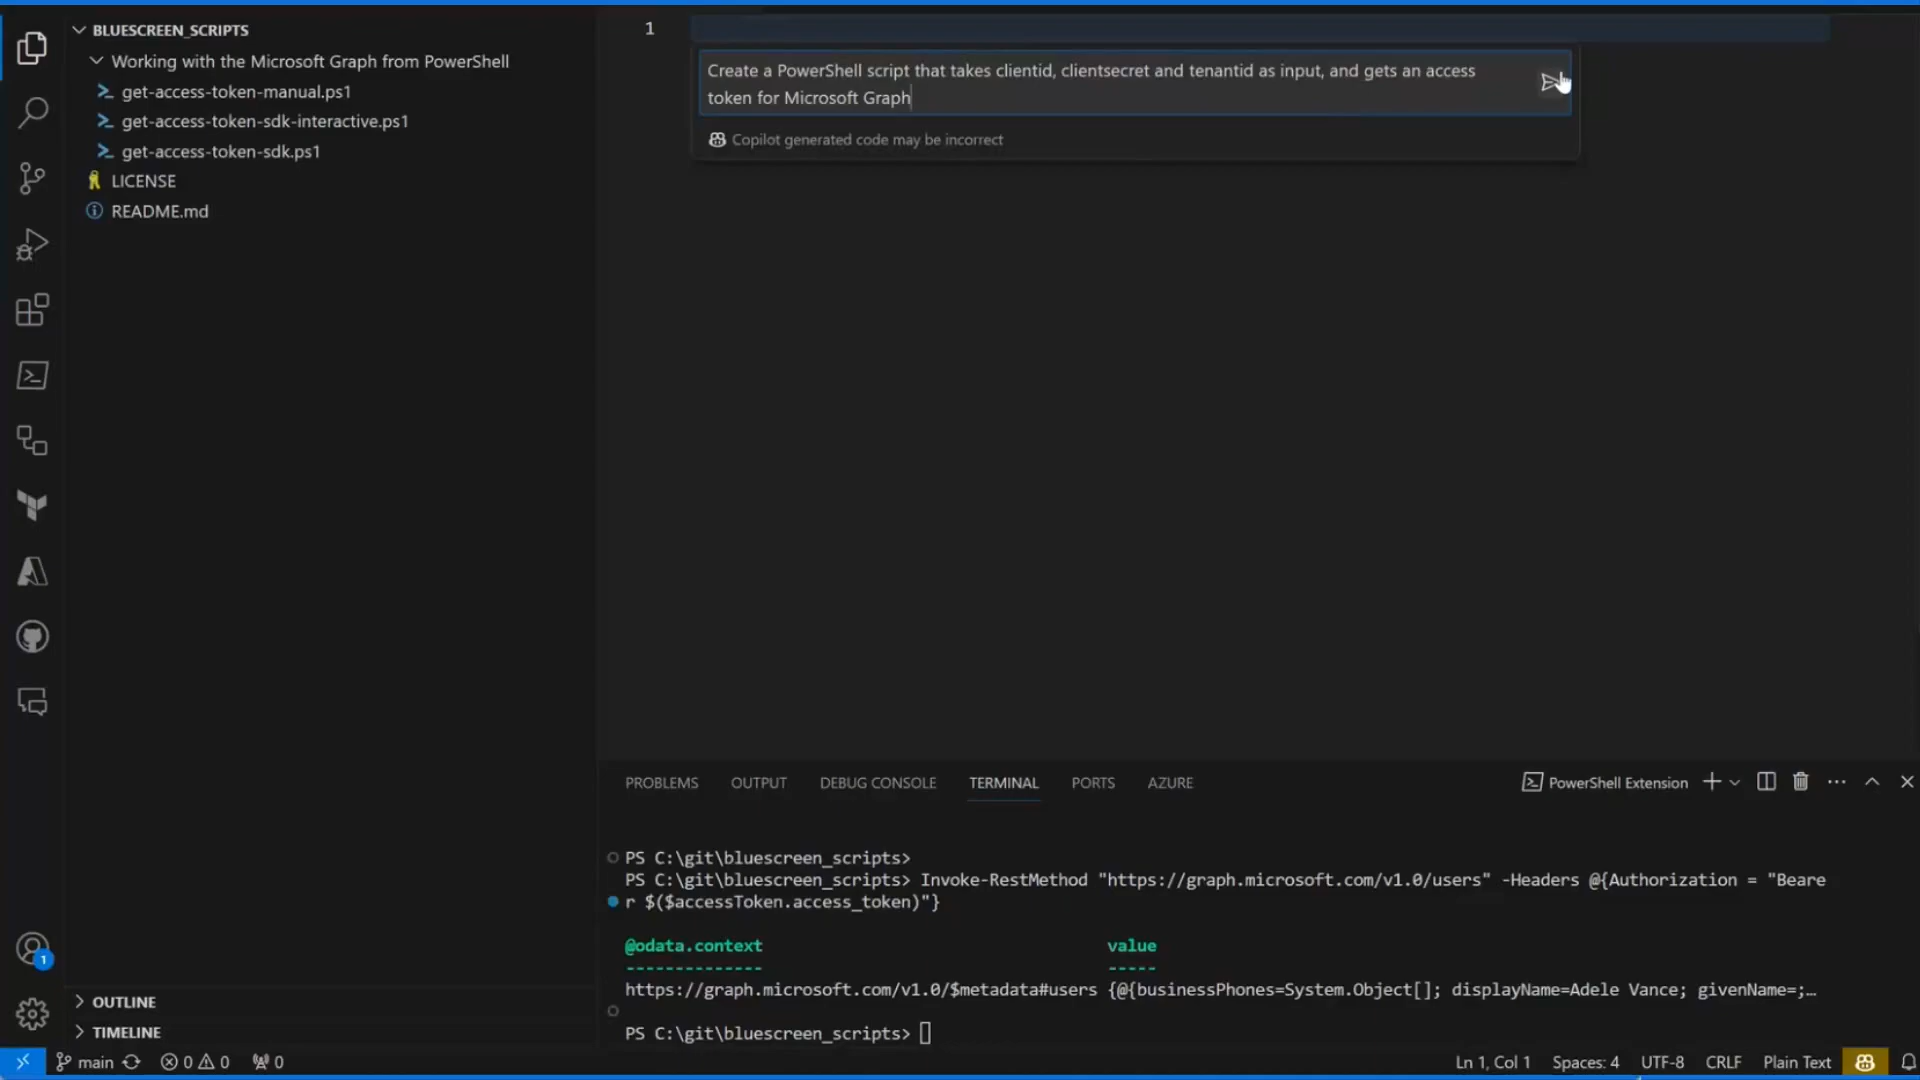 BLUESCREEN_SCRIPTS
Working with the Microsoft Graph from PowerShell
get-access-token-manual.ps1
get-access-token-sdk-interactive.ps1
get-access-token-sdk.ps1
LICENSE
README.md
1
Create a PowerShell script that takes clientid, clientsecret and tenantid as input, and gets an access
token for Microsoft Graph
Copilot generated code may be incorrect
PROBLEMS OUTPUT DEBUG CONSOLE TERMINAL PORTS AZURE PowerShell Extension
PS C:\git\bluescreen_scripts>
PS C:\git\bluescreen_scripts> Invoke-RestMethod "https://graph.microsoft.com/v1.0/users" -Headers @{Authorization = "Beare
r $($accessToken.access_token)"}
@odata.context value
-------------- -----
https://graph.microsoft.com/v1.0/$metadata#users {@{businessPhones=System.Object[]; displayName=Adele Vance; givenName=;…
PS C:\git\bluescreen_scripts>
1
OUTLINE
TIMELINE
main 0 0 0 Ln 1, Col 1 Spaces: 4 UTF-8 CRLF Plain Text